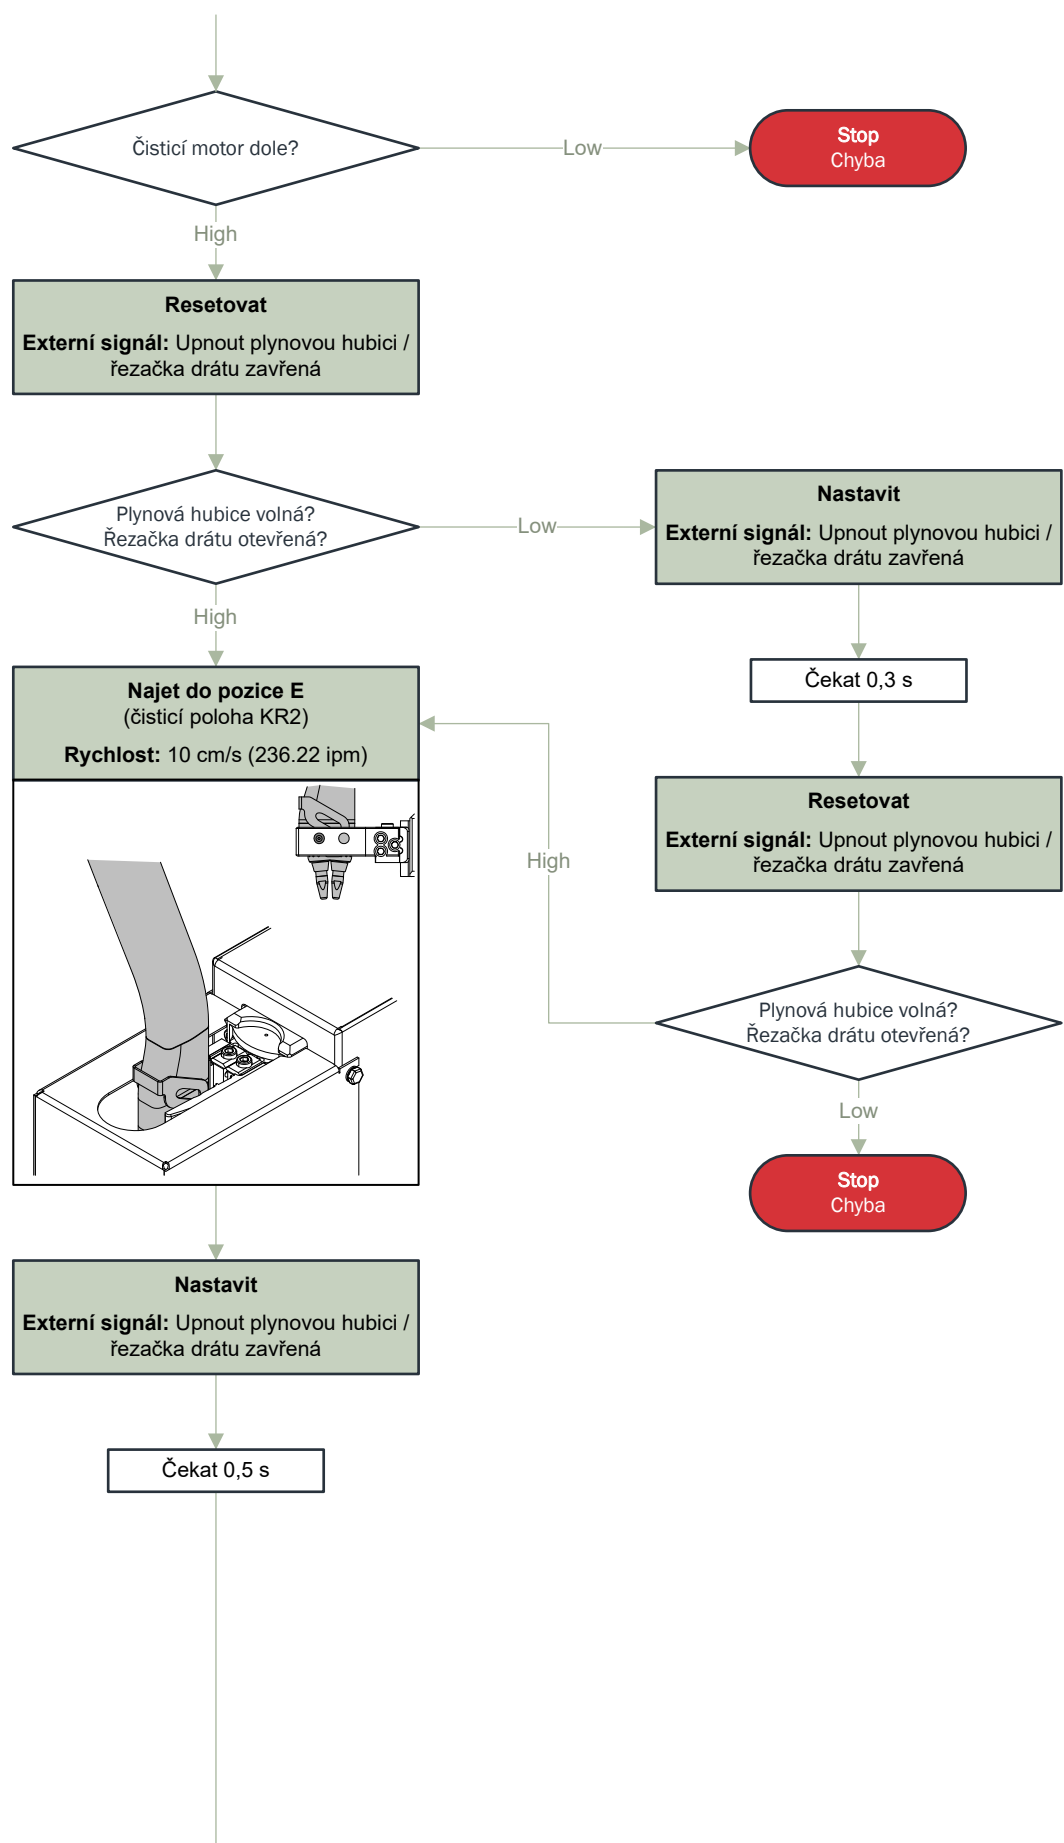 Čisticí motor dole?
Low
Stop
Chyba
High
Resetovat
Externí signál: Upnout plynovou hubici /
řezačka drátu zavřená
Plynová hubice volná?
Řezačka drátu otevřená?
Low
Nastavit
Externí signál: Upnout plynovou hubici /
řezačka drátu zavřená
High
Čekat 0,3 s
Najet do pozice E
(čisticí poloha KR2)
Rychlost: 10 cm/s (236.22 ipm)
Resetovat
Externí signál: Upnout plynovou hubici /
řezačka drátu zavřená
High
Plynová hubice volná?
Řezačka drátu otevřená?
Low
Stop
Chyba
Nastavit
Externí signál: Upnout plynovou hubici /
řezačka drátu zavřená
Čekat 0,5 s